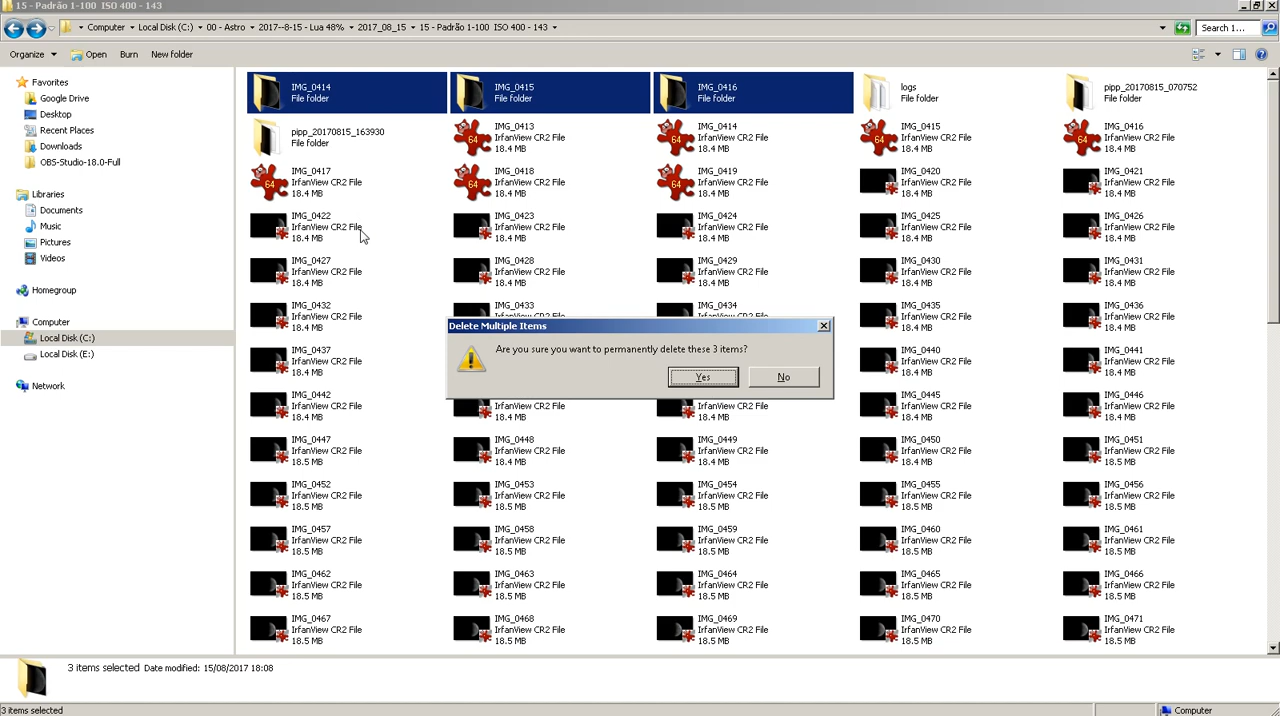 15 - Padrão 1-100  ISO 400 - 143
Computer
Local Disk (C:)
00 - Astro
2017--8-15 - Lua 48%
2017_08_15
15 - Padrão 1-100  ISO 400 - 143
Search 1...
Organize
Open
Burn
New folder
Favorites
Google Drive
Desktop
Recent Places
Downloads
OBS-Studio-18.0-Full
Libraries
Documents
Music
Pictures
Videos
Homegroup
Computer
Local Disk (C:)
Local Disk (E:)
Network
IMG_0414
File folder
IMG_0415
File folder
IMG_0416
File folder
logs
File folder
pipp_20170815_070752
File folder
pipp_20170815_163930
File folder
64
IMG_0413
IrfanView CR2 File
18.4 MB
64
IMG_0414
IrfanView CR2 File
18.4 MB
64
IMG_0415
IrfanView CR2 File
18.4 MB
64
IMG_0416
IrfanView CR2 File
18.4 MB
64
IMG_0417
IrfanView CR2 File
18.4 MB
64
IMG_0418
IrfanView CR2 File
18.4 MB
64
IMG_0419
IrfanView CR2 File
18.4 MB
IMG_0420
IrfanView CR2 File
18.4 MB
IMG_0421
IrfanView CR2 File
18.4 MB
IMG_0422
IrfanView CR2 File
18.4 MB
IMG_0423
IrfanView CR2 File
18.4 MB
IMG_0424
IrfanView CR2 File
18.4 MB
IMG_0425
IrfanView CR2 File
18.4 MB
IMG_0426
IrfanView CR2 File
18.4 MB
IMG_0427
IrfanView CR2 File
18.4 MB
IMG_0428
IrfanView CR2 File
18.4 MB
IMG_0429
IrfanView CR2 File
18.4 MB
IMG_0430
IrfanView CR2 File
18.4 MB
IMG_0431
IrfanView CR2 File
18.4 MB
IMG_0432
IrfanView CR2 File
18.4 MB
IMG_0433
IMG_0434
IMG_0435
IrfanView CR2 File
18.4 MB
IMG_0436
IrfanView CR2 File
18.4 MB
Delete Multiple Items
Are you sure you want to permanently delete these 3 items?
Yes
No
IMG_0437
IrfanView CR2 File
18.4 MB
IMG_0440
IrfanView CR2 File
18.4 MB
IMG_0441
IrfanView CR2 File
18.4 MB
IMG_0442
IrfanView CR2 File
18.4 MB
IrfanView CR2 File
18.4 MB
IrfanView CR2 File
18.4 MB
IMG_0445
IrfanView CR2 File
18.4 MB
IMG_0446
IrfanView CR2 File
18.4 MB
IMG_0447
IrfanView CR2 File
18.5 MB
IMG_0448
IrfanView CR2 File
18.4 MB
IMG_0449
IrfanView CR2 File
18.4 MB
IMG_0450
IrfanView CR2 File
18.5 MB
IMG_0451
IrfanView CR2 File
18.4 MB
IMG_0452
IrfanView CR2 File
18.5 MB
IMG_0453
IrfanView CR2 File
18.5 MB
IMG_0454
IrfanView CR2 File
18.5 MB
IMG_0455
IrfanView CR2 File
18.5 MB
IMG_0456
IrfanView CR2 File
18.5 MB
IMG_0457
IrfanView CR2 File
18.5 MB
IMG_0458
IrfanView CR2 File
18.5 MB
IMG_0459
IrfanView CR2 File
18.5 MB
IMG_0460
IrfanView CR2 File
18.5 MB
IMG_0461
IrfanView CR2 File
18.5 MB
IMG_0462
IrfanView CR2 File
18.5 MB
IMG_0463
IrfanView CR2 File
18.5 MB
IMG_0464
IrfanView CR2 File
18.5 MB
IMG_0465
IrfanView CR2 File
18.5 MB
IMG_0466
IrfanView CR2 File
18.5 MB
IMG_0467
IrfanView CR2 File
18.5 MB
IMG_0468
IrfanView CR2 File
18.5 MB
IMG_0469
IrfanView CR2 File
18.5 MB
IMG_0470
IrfanView CR2 File
18.5 MB
IMG_0471
IrfanView CR2 File
18.5 MB
3 items selected Date modified: 15/08/2017 18:08
3 items selected
Computer